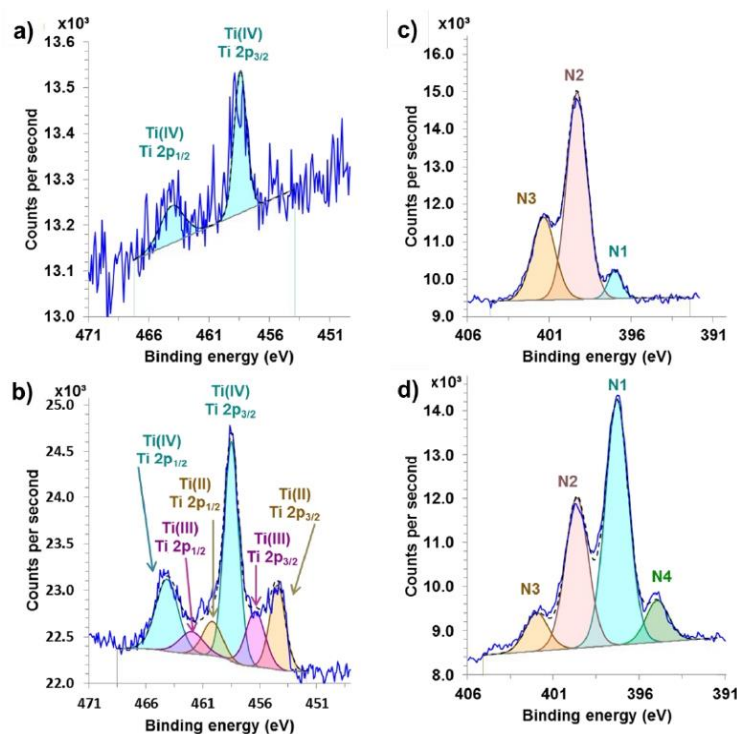 a)
x10³
13.6
13.5
13.4
13.3
13.2
13.1
13.0
Counts per second
Ti(IV)
Ti 2p3/2
Ti(IV)
Ti 2p1/2
471
466
461
456
451
Binding energy (eV)
c)
x10³
16.0
15.0
14.0
13.0
12.0
11.0
10.0
9.0
Counts per second
N2
N3
N1
406
401
396
391
Binding energy (eV)
b)
x10³
25.0
24.5
24.0
23.0
22.5
22.0
Counts per second
Ti(IV)
Ti 2p3/2
Ti(IV)
Ti 2p1/2
Ti(II)
Ti 2p1/2
Ti(II)
Ti 2p3/2
Ti(III)
Ti 2p1/2
Ti(III)
Ti 2p3/2
471
466
461
456
451
Binding energy (eV)
d)
x10³
14.0
12.0
11.0
9.0
8.0
Counts per second
N1
N2
N3
N4
406
401
396
391
Binding energy (eV)